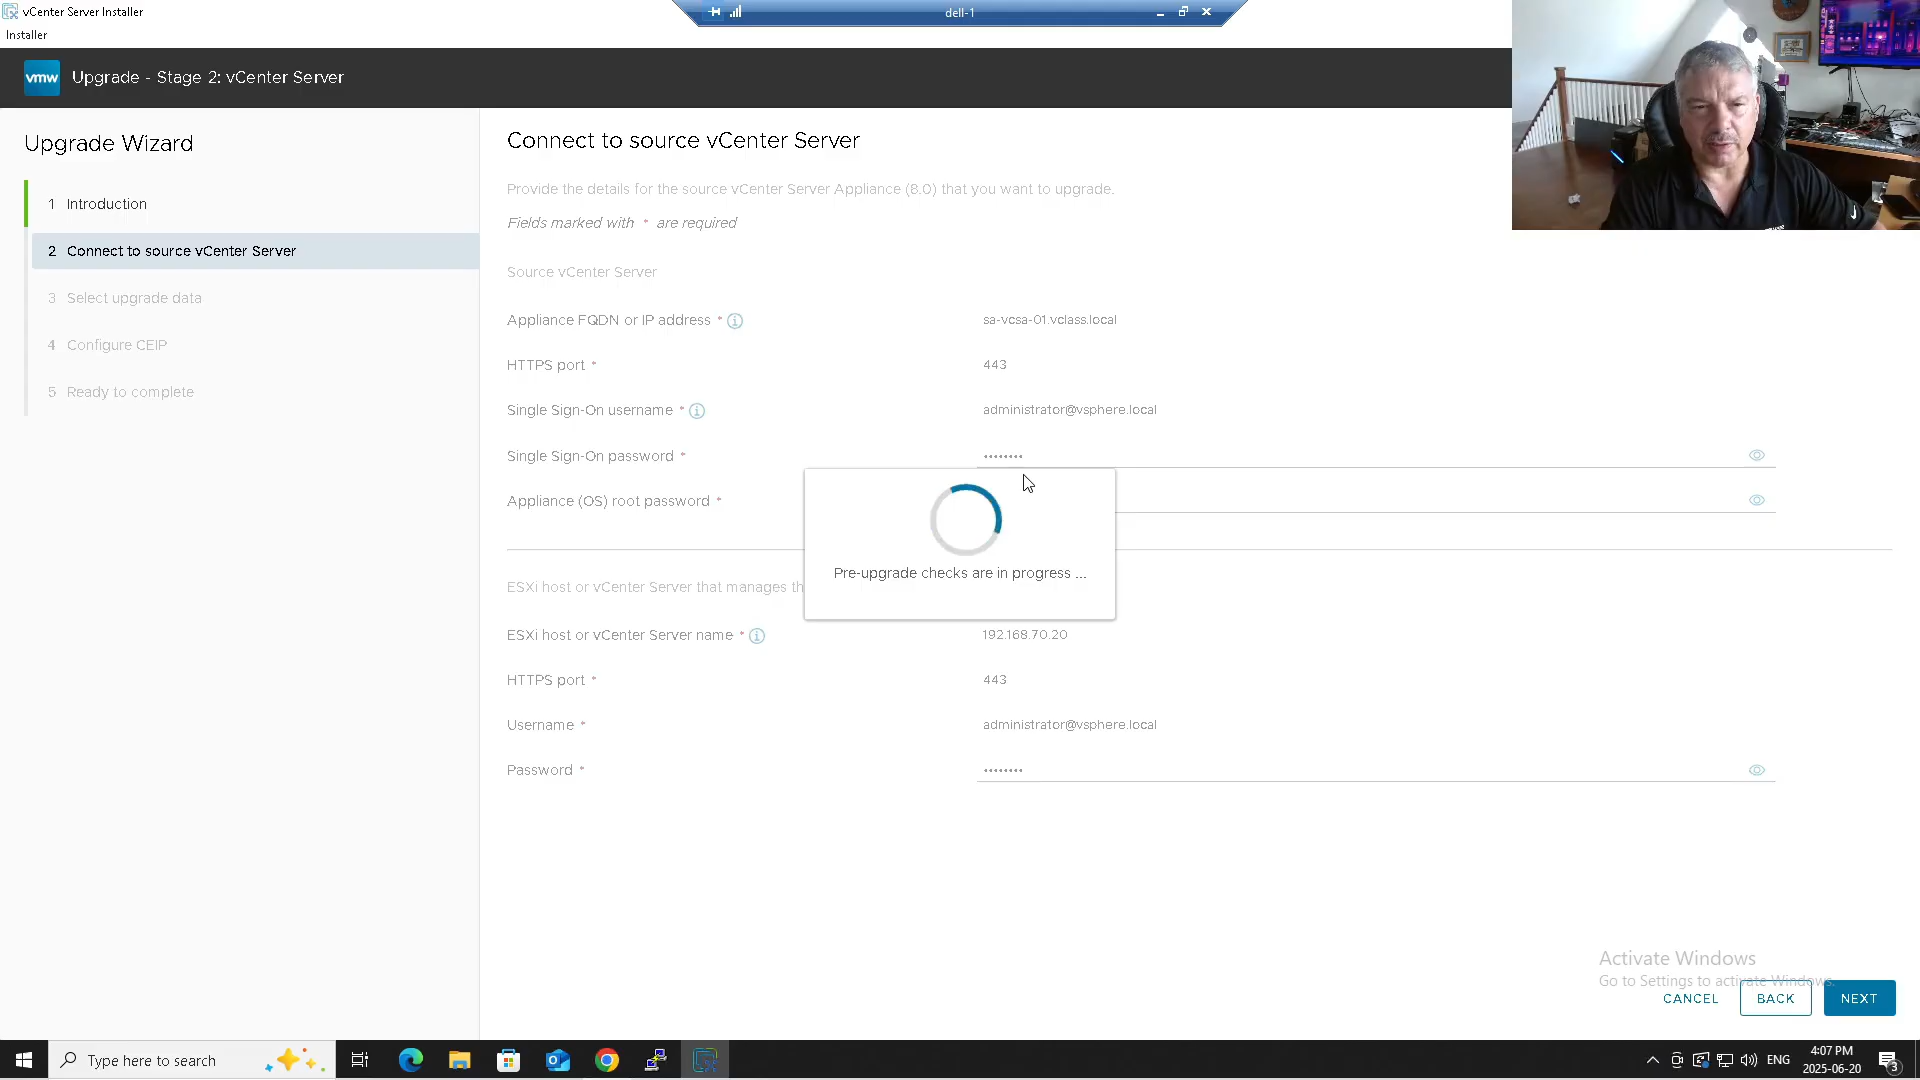 vCenter Server Installer
dell-1
Installer
vmw Upgrade - Stage 2: vCenter Server
Upgrade Wizard
1 Introduction
2 Connect to source vCenter Server
3 Select upgrade data
4 Configure CEIP
5 Ready to complete
Connect to source vCenter Server
Provide the details for the source vCenter Server Appliance (8.0) that you want to upgrade.
Fields marked with * are required
Source vCenter Server
Appliance FQDN or IP address * sa-vcsa-01.vclass.local
HTTPS port * 443
Single Sign-On username * administrator@vsphere.local
Single Sign-On password * ••••••••
Appliance (OS) root password *
Pre-upgrade checks are in progress ...
ESXi host or vCenter Server that manages th
ESXi host or vCenter Server name * 192.168.70.20
HTTPS port * 443
Username * administrator@vsphere.local
Password * ••••••••
Activate Windows
Go to Settings to activate Windows.
CANCEL BACK NEXT
Type here to search
ENG
4:07 PM
2025-06-20
3